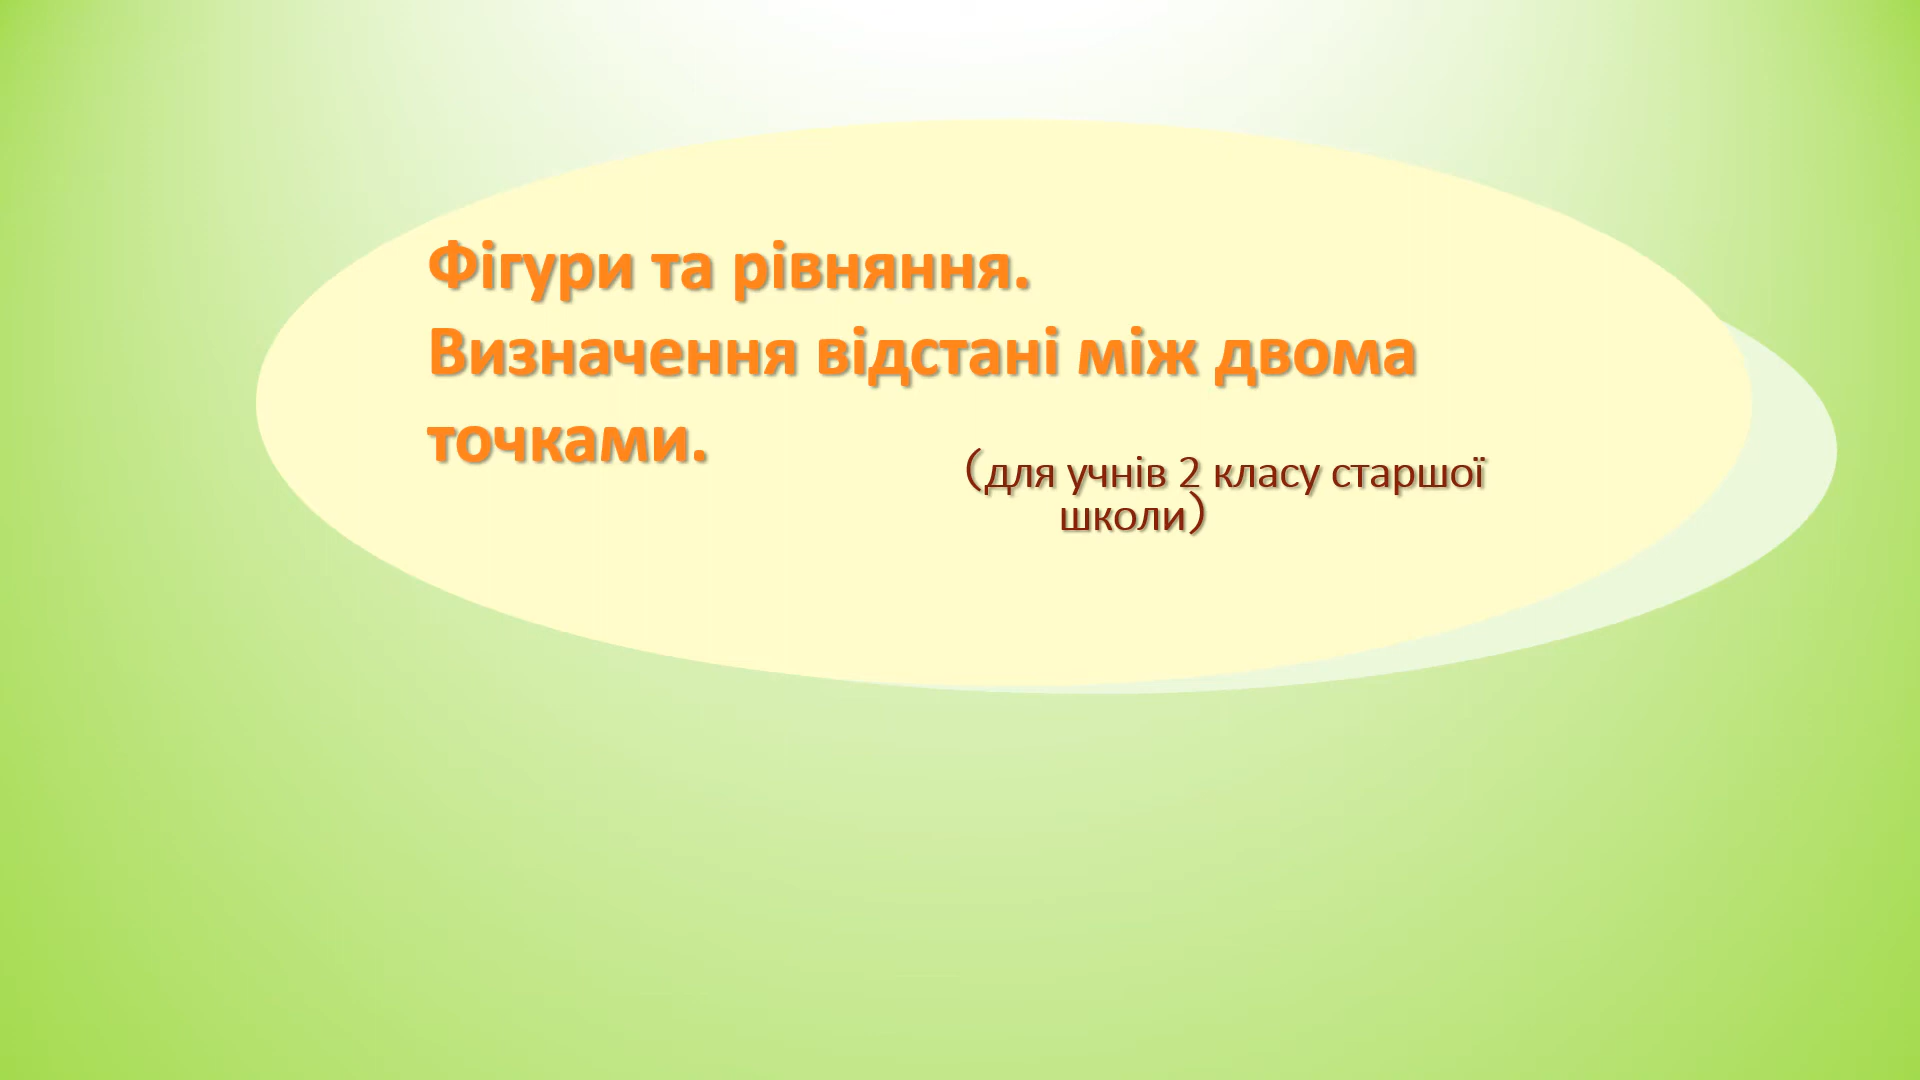 Фігури та рівняння.
Визначення відстані між двома
точками.
（для учнів 2 класу старшої
школи）